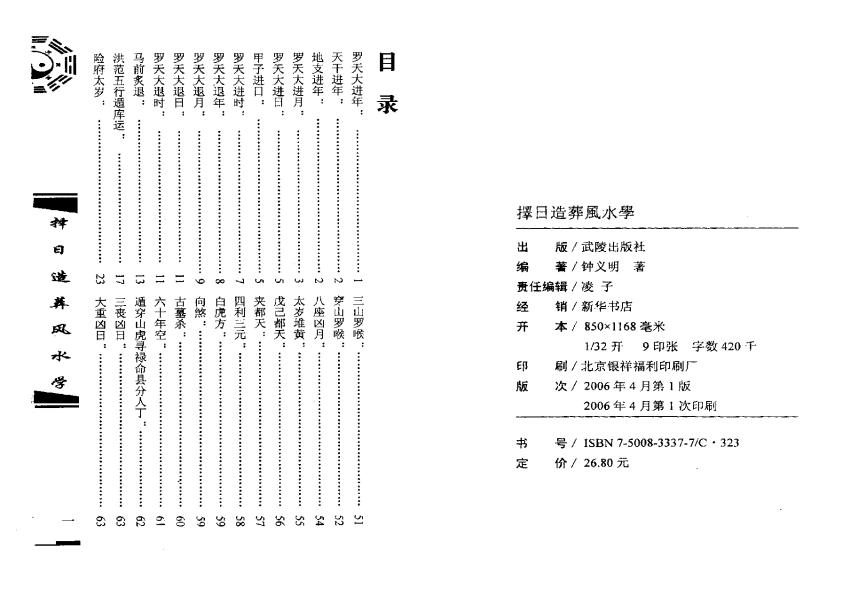 擇日造葬風水學
出 版/武陵出版社
编 著/钟义明 著
责任编辑/凌 子
经 销/新华书店
开 本/ 850×1168 毫米
1/32 开 9 印张 字数 420 千
印 刷/北京银祥福利印刷厂
版 次/ 2006 年 4 月第 1 版
2006 年 4 月第 1 次印刷
书 号/ ISBN 7-5008-3337-7/C·323
定 价/ 26.80 元
目录
罗天大进年：……1
天干进年：……2
地支进年：……2
罗天大进月：……3
罗天大进日：……5
甲子进口：……5
罗天大进时：……7
罗天大退年：……8
罗天大退月：……9
罗天大退日：……11
罗天大退时：……11
马前炙退：……13
洪范五行遁库运：……17
险府太岁：……23
三山罗喉：……51
穿山罗喉：……52
八座凶月：……54
太岁堆黄：……55
戊己都天：……56
夹都天：……57
四利三元：……58
白虎方：……59
向煞：……59
古墓杀：……60
六十年空：……61
遁穿山虎寻禄命县分人丁：……62
三丧凶日：……63
大重凶日：……63
择日造葬风水学
一